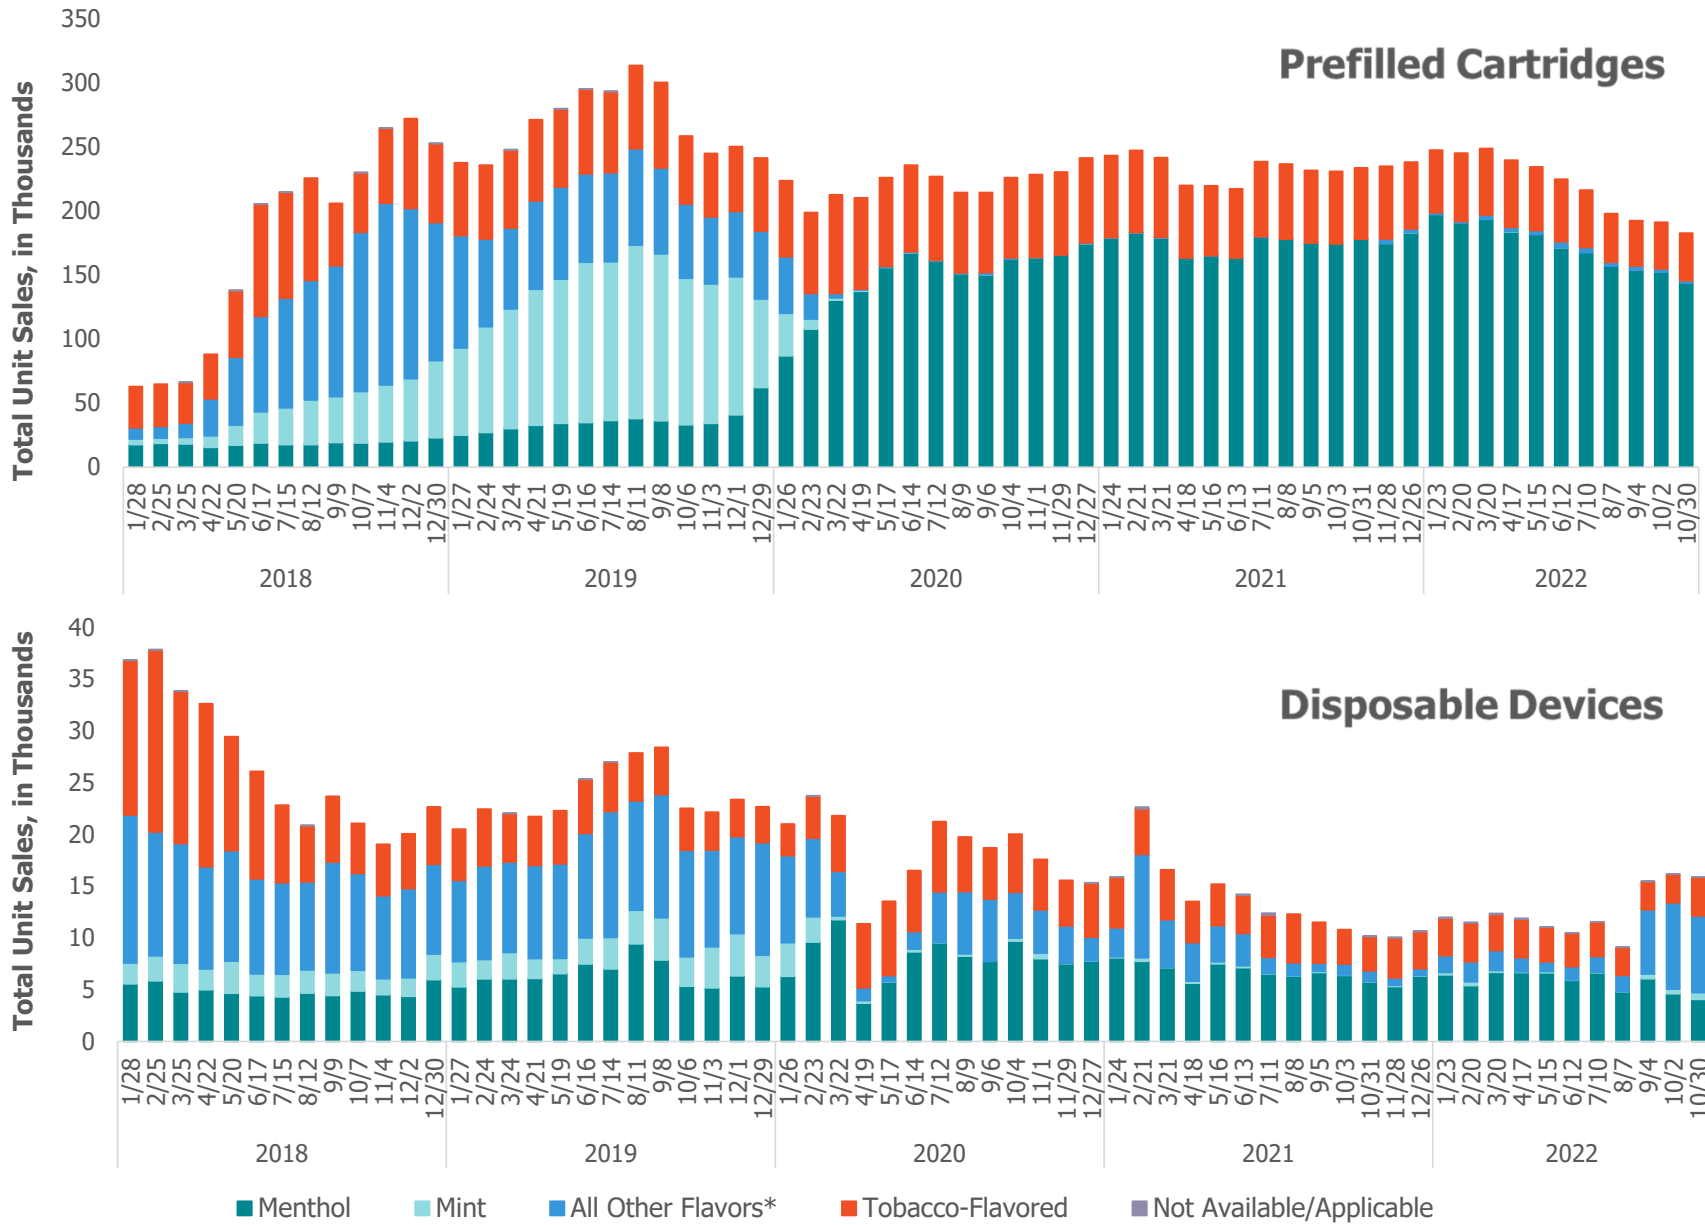 Prefilled Cartridges
Total Unit Sales, in Thousands
350
300
250
200
150
100
50
0
1/28 2/25 3/25 4/22 5/20 6/17 7/15 8/12 9/9 10/7 11/4 12/2 12/30 1/27 2/24 3/24 4/21 5/19 6/16 7/14 8/11 9/8 10/6 11/3 12/1 12/29 1/26 2/23 3/22 4/19 5/17 6/14 7/12 8/9 9/6 10/4 11/1 11/29 12/27 1/24 2/21 3/21 4/18 5/16 6/13 7/11 8/8 9/5 10/3 10/31 11/28 12/26 1/23 2/20 3/20 4/17 5/15 6/12 7/10 8/7 9/4 10/2 10/30
2018 2019 2020 2021 2022
Disposable Devices
Total Unit Sales, in Thousands
40
35
30
25
20
15
10
5
0
1/28 2/25 3/25 4/22 5/20 6/17 7/15 8/12 9/9 10/7 11/4 12/2 12/30 1/27 2/24 3/24 4/21 5/19 6/16 7/14 8/11 9/8 10/6 11/3 12/1 12/29 1/26 2/23 3/22 4/19 5/17 6/14 7/12 8/9 9/6 10/4 11/1 11/29 12/27 1/24 2/21 3/21 4/18 5/16 6/13 7/11 8/8 9/5 10/3 10/31 11/28 12/26 1/23 2/20 3/20 4/17 5/15 6/12 7/10 8/7 9/4 10/2 10/30
2018 2019 2020 2021 2022
Menthol Mint All Other Flavors* Tobacco-Flavored Not Available/Applicable